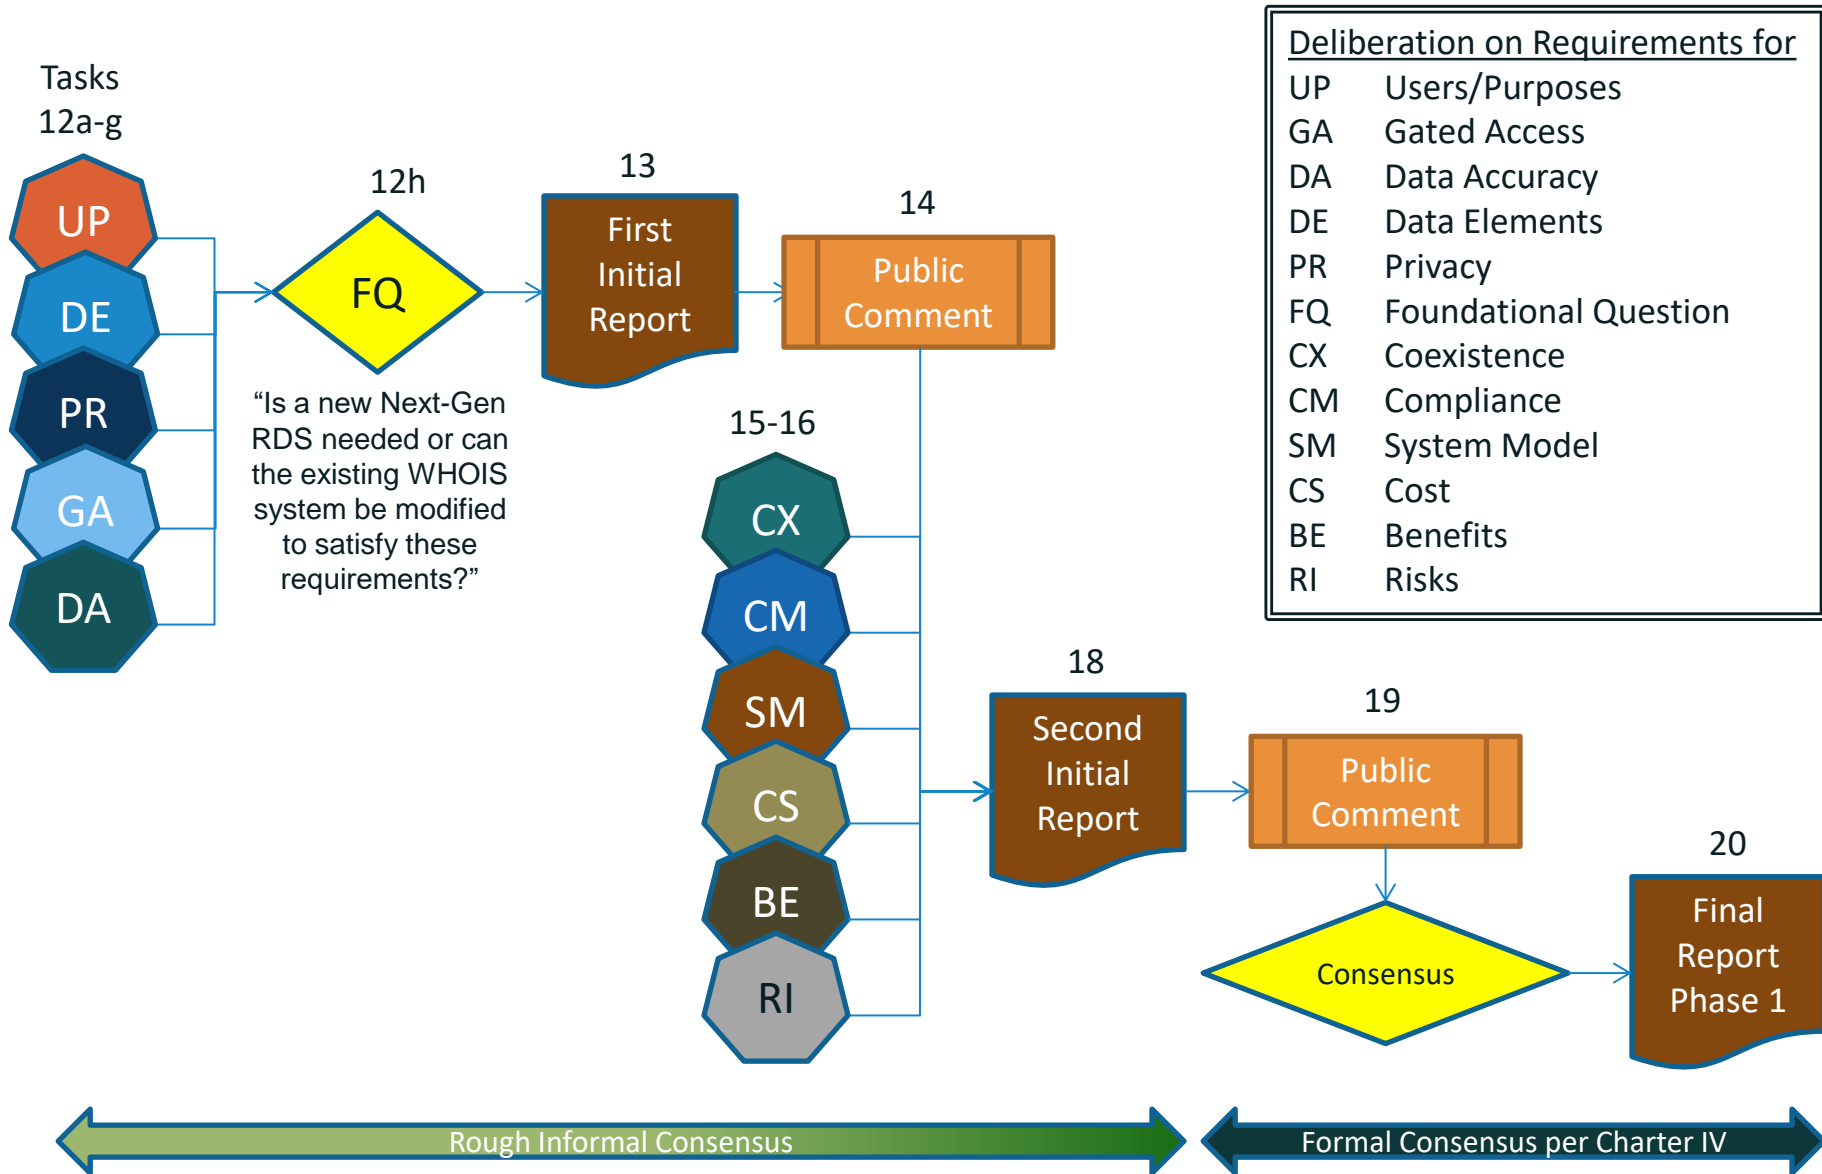 Tasks
12a-g
UP
DE
PR
GA
DA
12h
FQ
“Is a new Next-Gen
RDS needed or can
the existing WHOIS
system be modified
to satisfy these
requirements?”
13
First
Initial
Report
14
Public
Comment
15-16
CX
CM
SM
CS
BE
RI
18
Second
Initial
Report
19
Public
Comment
Consensus
20
Final
Report
Phase 1
Deliberation on Requirements for
UP Users/Purposes
GA Gated Access
DA Data Accuracy
DE Data Elements
PR Privacy
FQ Foundational Question
CX Coexistence
CM Compliance
SM System Model
CS Cost
BE Benefits
RI Risks
Rough Informal Consensus
Formal Consensus per Charter IV